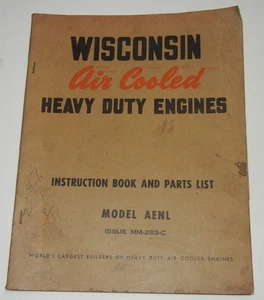 WISCONSIN
Air Cooled
HEAVY DUTY ENGINES
INSTRUCTION BOOK AND PARTS LIST
MODEL AENL
ISSUE MM-283-C
WORLD'S LARGEST BUILDERS OF HEAVY DUTY AIR COOLED ENGINES